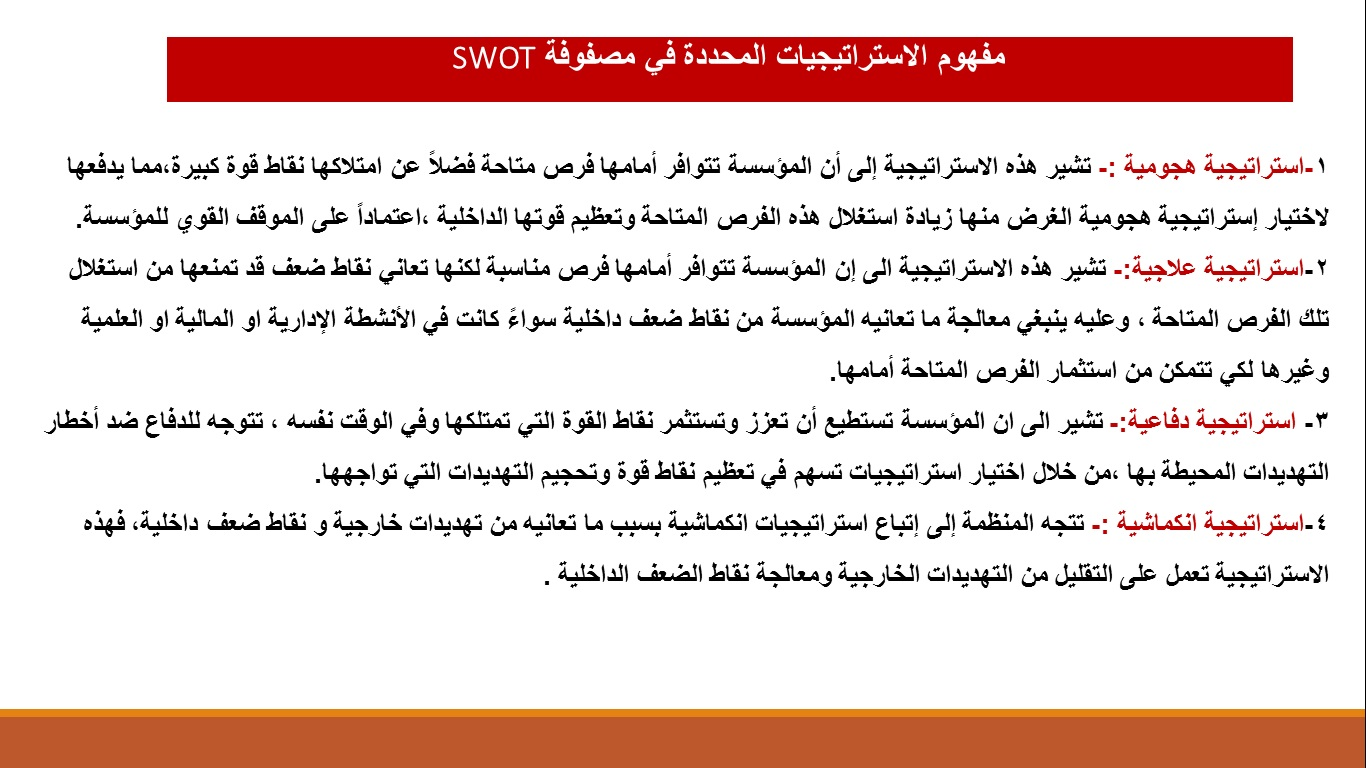 مفهوم الاستراتيجيات المحددة في مصفوفة SWOT
١-استراتيجية هجومية :- تشير هذه الاستراتيجية إلى أن المؤسسة تتوافر أمامها فرص متاحة فضلاً عن امتلاكها نقاط قوة كبيرة،مما يدفعها
لاختيار إستراتيجية هجومية الغرض منها زيادة استغلال هذه الفرص المتاحة وتعظيم قوتها الداخلية ،اعتماداً على الموقف القوي للمؤسسة.
٢-استراتيجية علاجية:- تشير هذه الاستراتيجية الى إن المؤسسة تتوافر أمامها فرص مناسبة لكنها تعاني نقاط ضعف قد تمنعها من استغلال
تلك الفرص المتاحة ، وعليه ينبغي معالجة ما تعانيه المؤسسة من نقاط ضعف داخلية سواءً كانت في الأنشطة الإدارية او المالية او العلمية
وغيرها لكي تتمكن من استثمار الفرص المتاحة أمامها.
٣- استراتيجية دفاعية:- تشير الى ان المؤسسة تستطيع أن تعزز وتستثمر نقاط القوة التي تمتلكها وفي الوقت نفسه ، تتوجه للدفاع ضد أخطار
التهديدات المحيطة بها ،من خلال اختيار استراتيجيات تسهم في تعظيم نقاط قوة وتحجيم التهديدات التي تواجهها.
٤-استراتيجية انكماشية :- تتجه المنظمة إلى إتباع استراتيجيات انكماشية بسبب ما تعانيه من تهديدات خارجية و نقاط ضعف داخلية، فهذه
الاستراتيجية تعمل على التقليل من التهديدات الخارجية ومعالجة نقاط الضعف الداخلية .